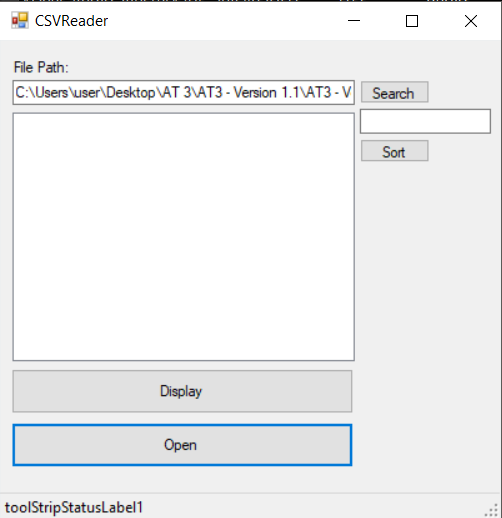 CSVReader
File Path:
C:\Users\user\Desktop\AT 3\AT3 - Version 1.1\AT3 - V
Search
Sort
Display
Open
toolStripStatusLabel1